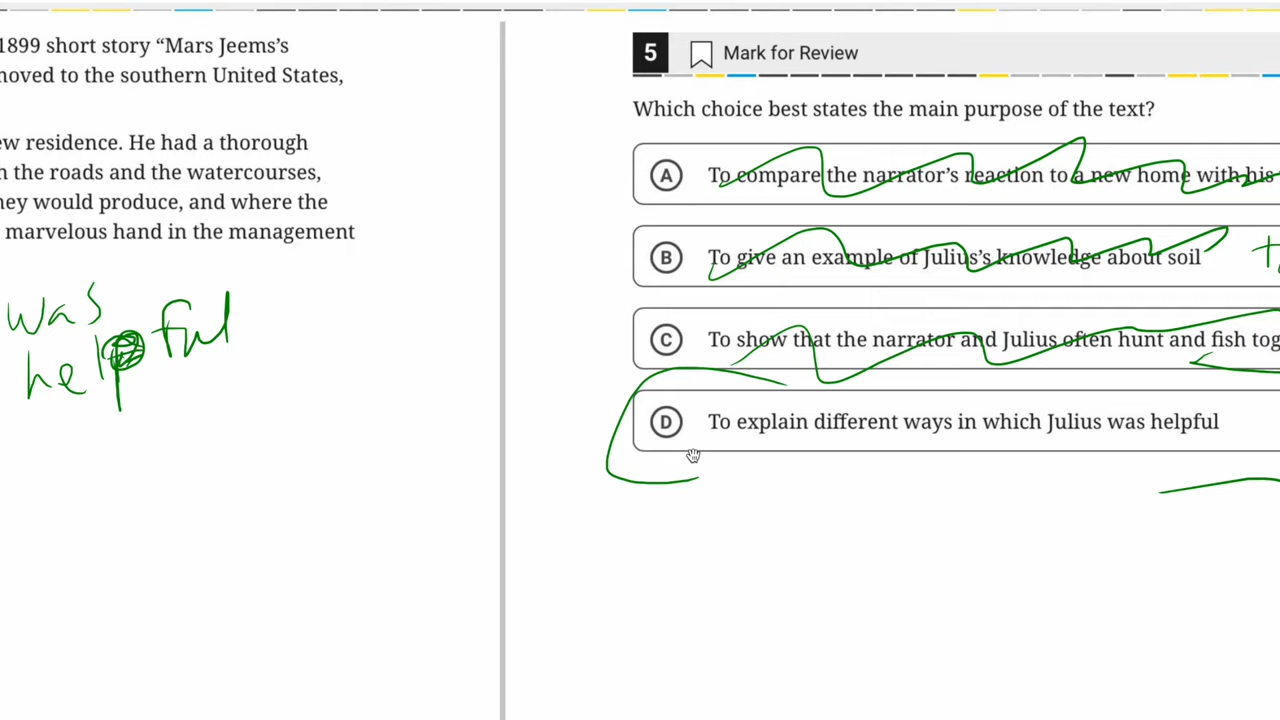 1899 short story “Mars Jeems’s
moved to the southern United States,
ew residence. He had a thorough
the roads and the watercourses,
hey would produce, and where the
marvelous hand in the management
was
helpful
5 Mark for Review
Which choice best states the main purpose of the text?
A To compare the narrator’s reaction to a new home with his
B To give an example of Julius’s knowledge about soil
C To show that the narrator and Julius often hunt and fish tog
D To explain different ways in which Julius was helpful